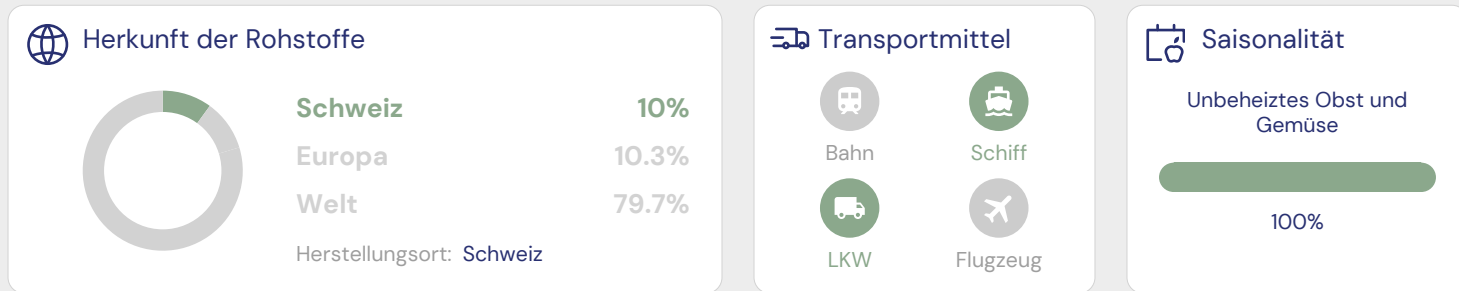 Herkunft der Rohstoffe
Schweiz 10%
Europa 10.3%
Welt 79.7%
Herstellungsort: Schweiz
Transportmittel
Bahn Schiff
LKW Flugzeug
Saisonalität
Unbeheiztes Obst und
Gemüse
100%